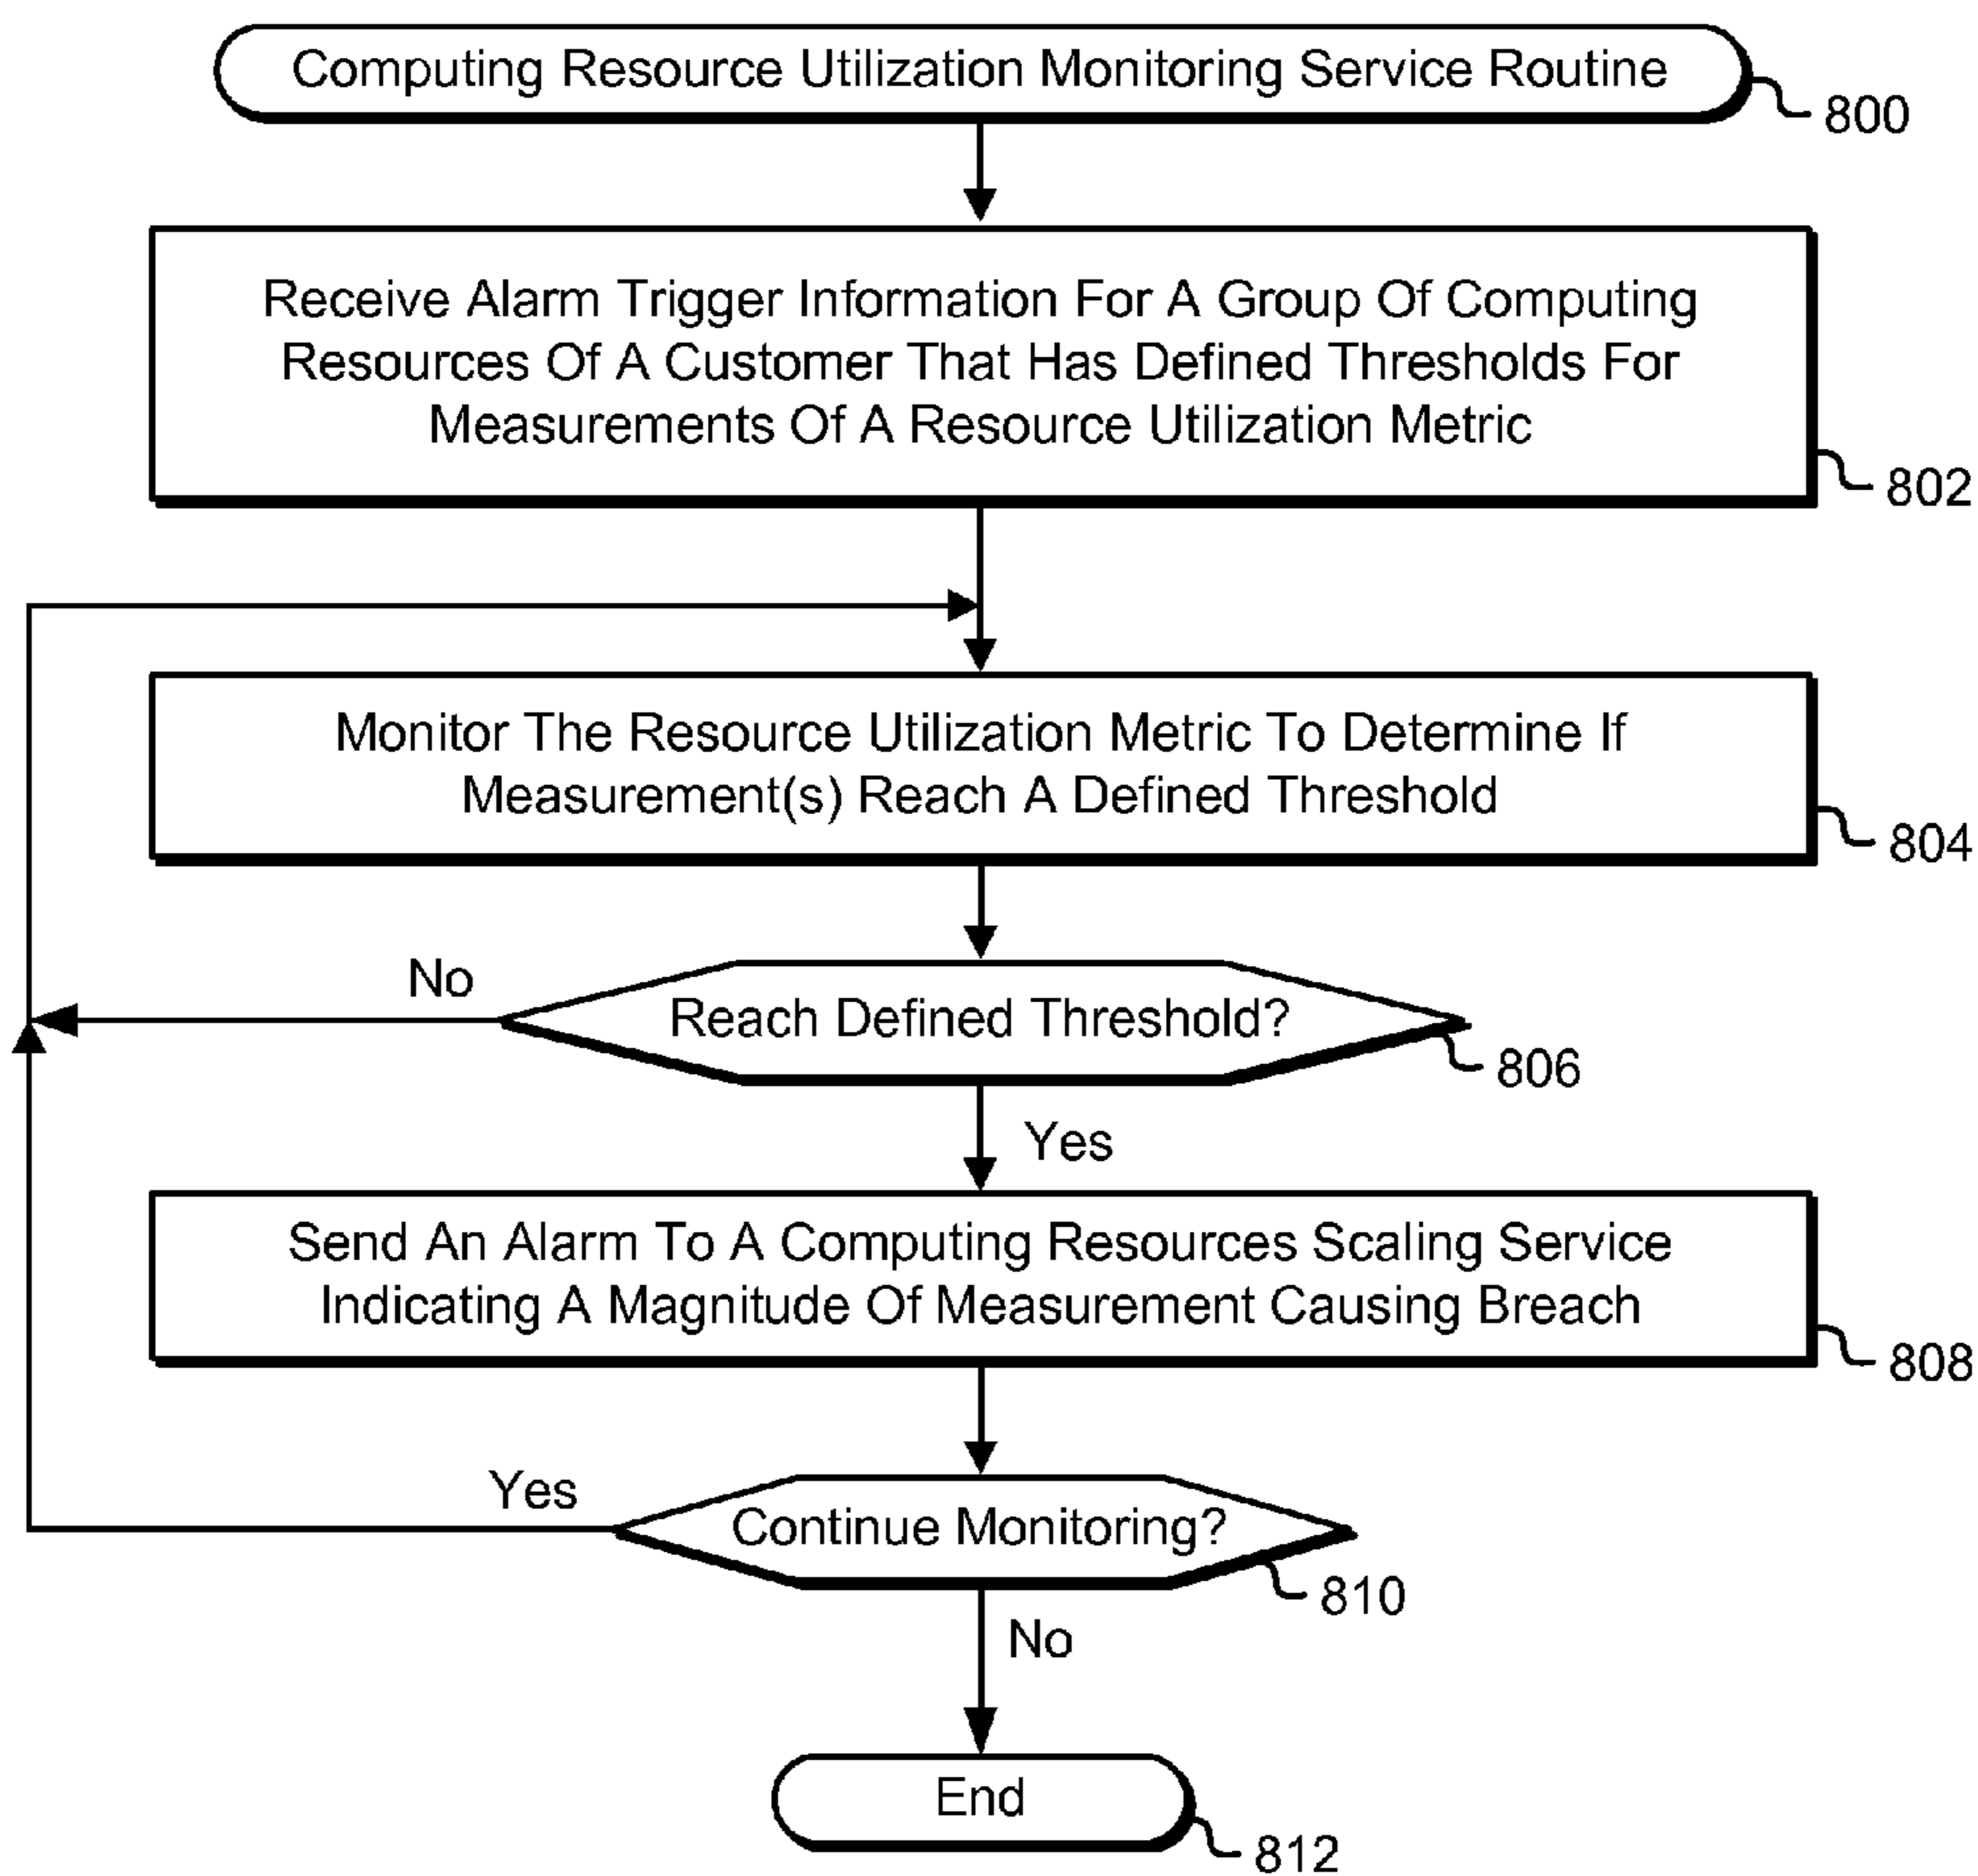 Computing Resource Utilization Monitoring Service Routine
800
Receive Alarm Trigger Information For A Group Of Computing
Resources Of A Customer That Has Defined Thresholds For
Measurements Of A Resource Utilization Metric
802
Monitor The Resource Utilization Metric To Determine If
Measurement(s) Reach A Defined Threshold
804
No
Reach Defined Threshold?
806
Yes
Send An Alarm To A Computing Resources Scaling Service
Indicating A Magnitude Of Measurement Causing Breach
808
Yes
Continue Monitoring?
810
No
End
812